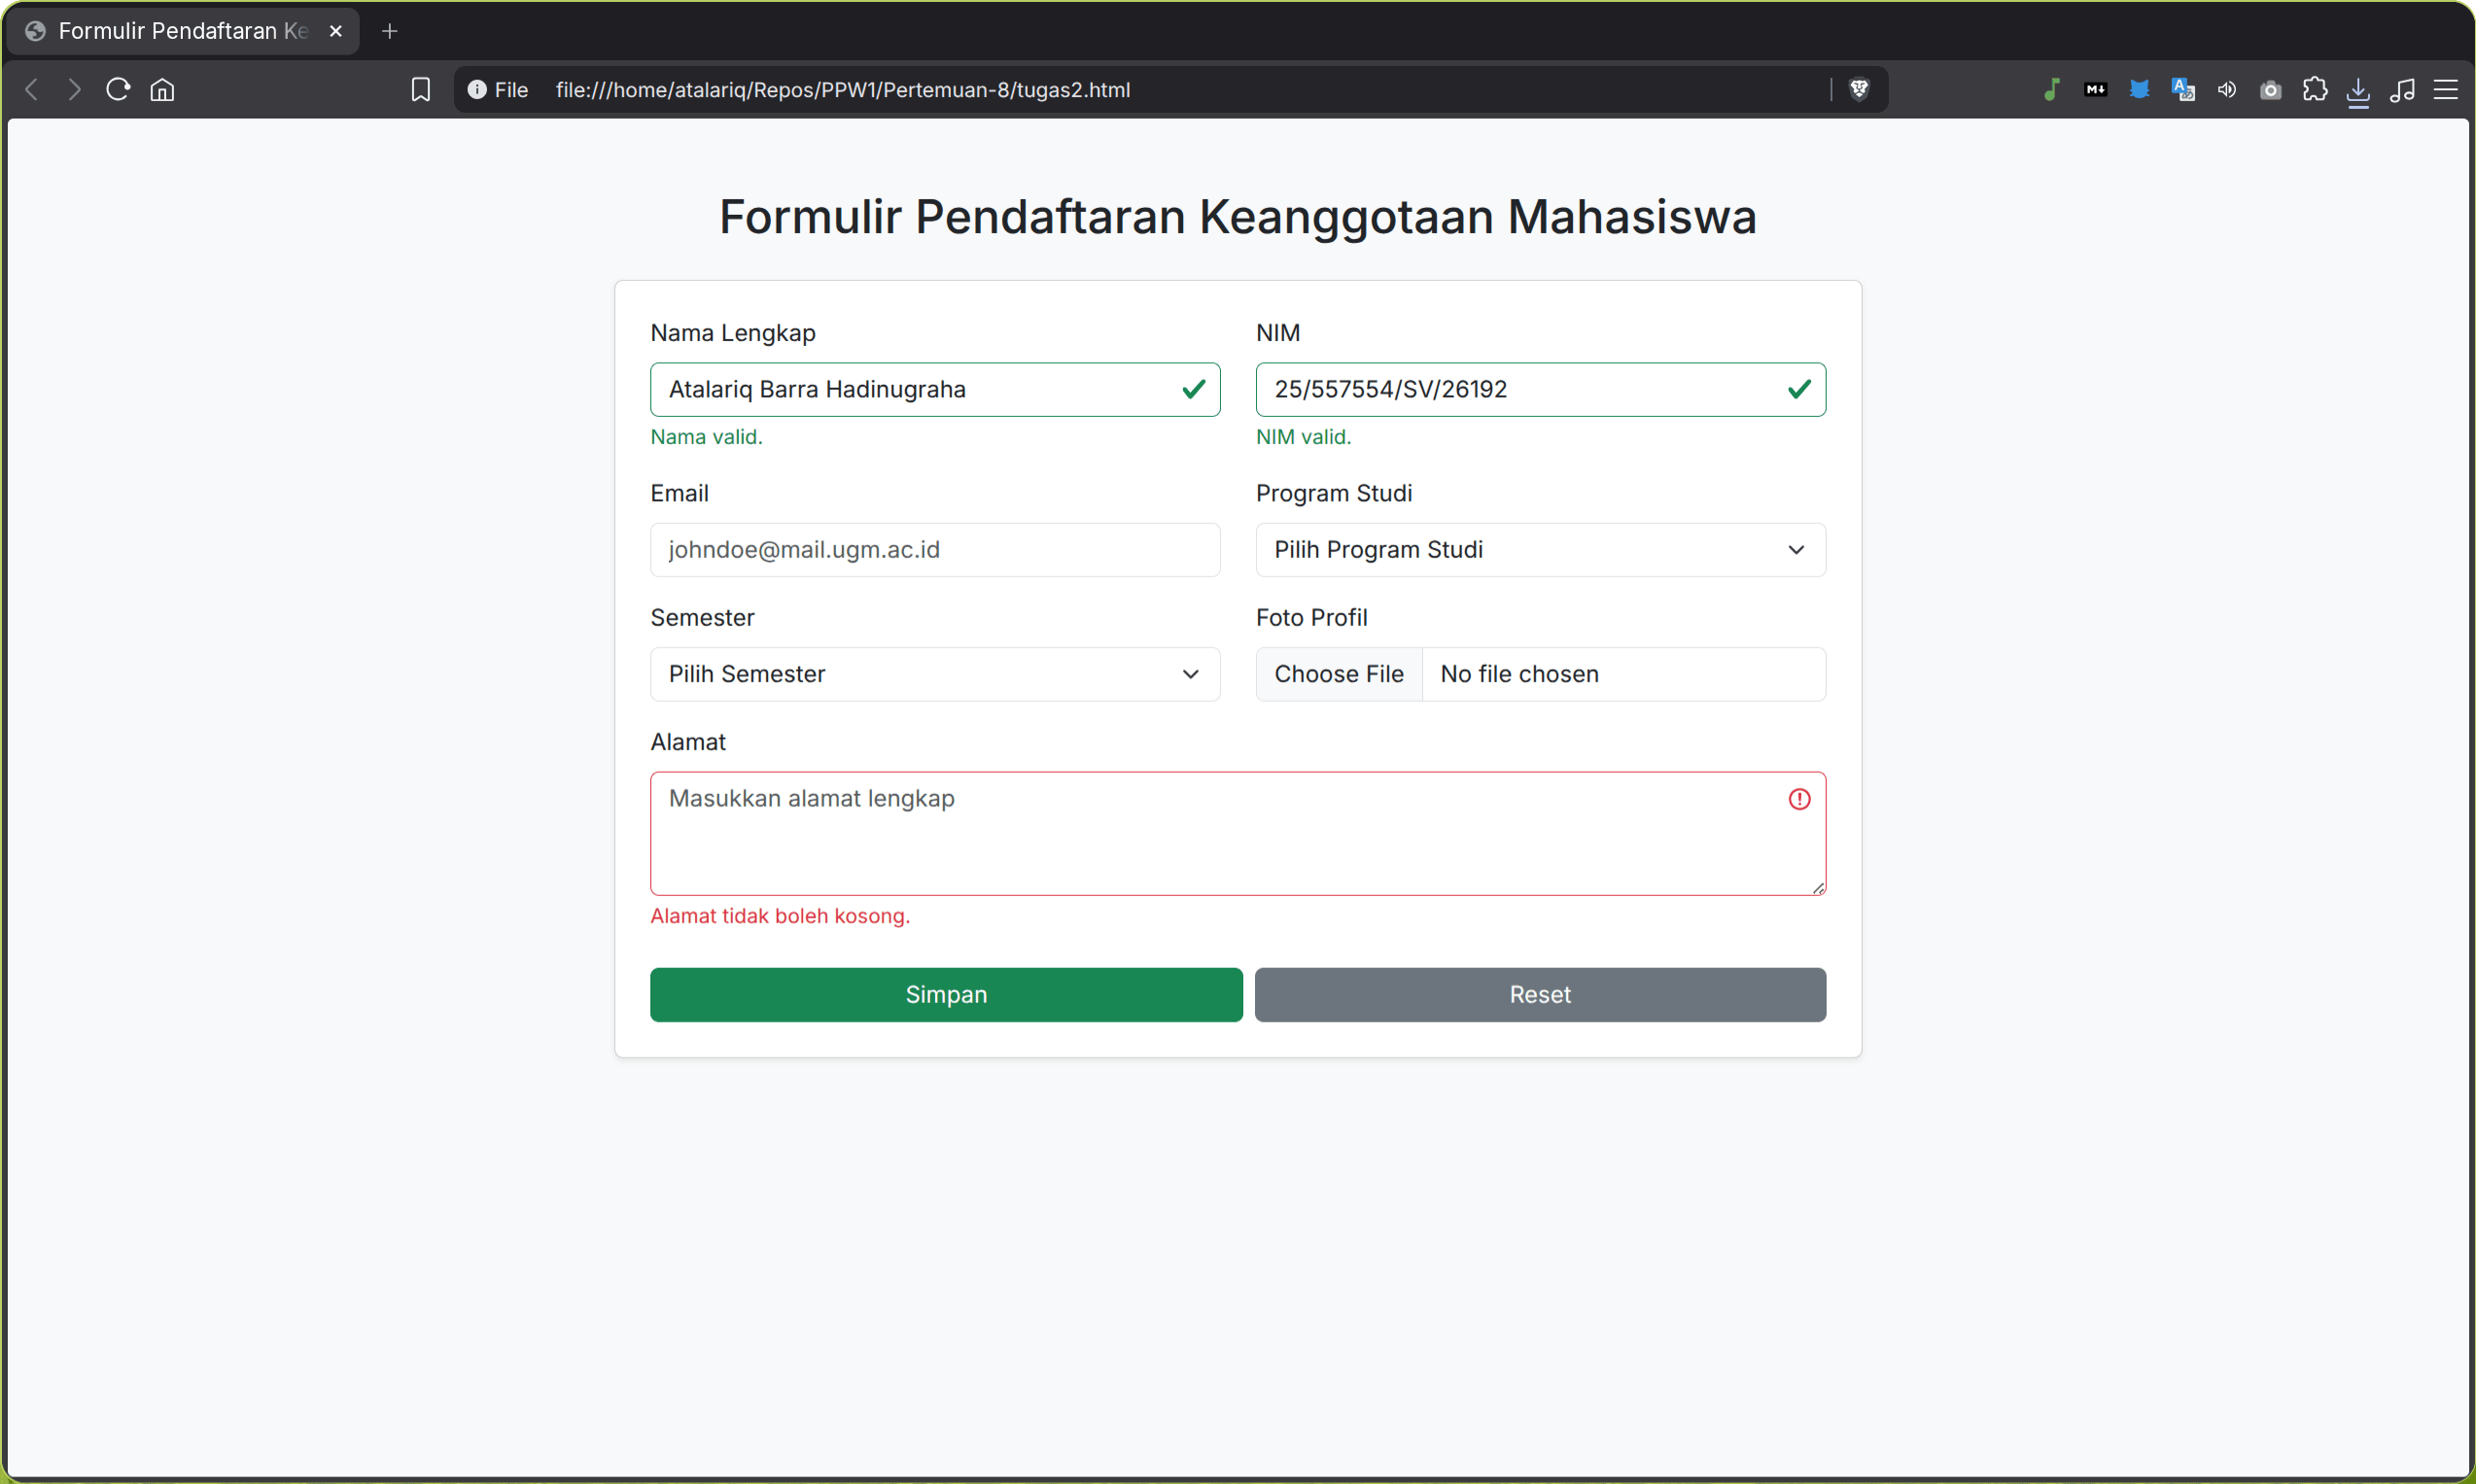 Formulir Pendaftaran Ke
File file:///home/atalariq/Repos/PPW1/Pertemuan-8/tugas2.html
Formulir Pendaftaran Keanggotaan Mahasiswa
Nama Lengkap
NIM
Atalariq Barra Hadinugraha
25/557554/SV/26192
Nama valid.
NIM valid.
Email
Program Studi
johndoe@mail.ugm.ac.id
Pilih Program Studi
Semester
Foto Profil
Pilih Semester
Choose File No file chosen
Alamat
Masukkan alamat lengkap
Alamat tidak boleh kosong.
Simpan
Reset